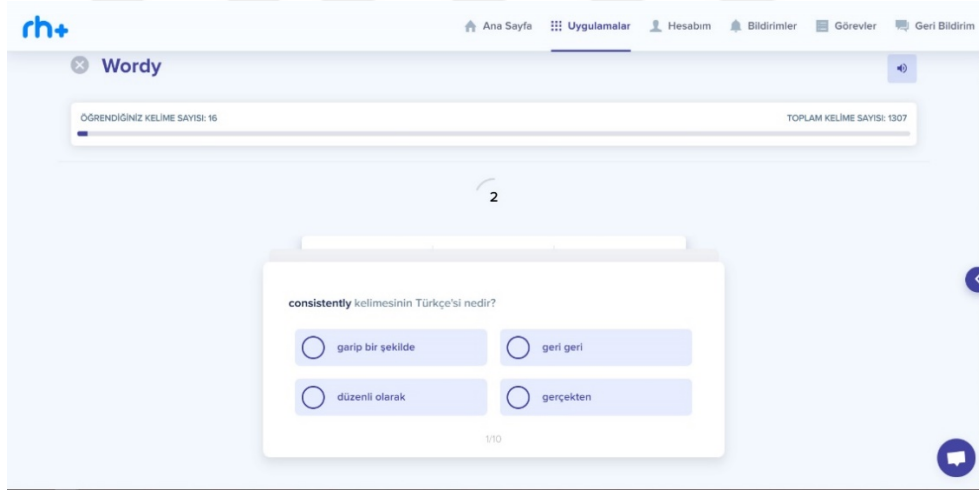 rh+
Ana Sayfa Uygulamalar Hesabım Bildirimler Görevler Geri Bildirim
Wordy
ÖĞRENDİĞİNİZ KELİME SAYISI: 16 TOPLAM KELİME SAYISI: 1307
2
consistently kelimesinin Türkçe'si nedir?
garip bir şekilde geri geri
düzenli olarak gerçekten
1/10